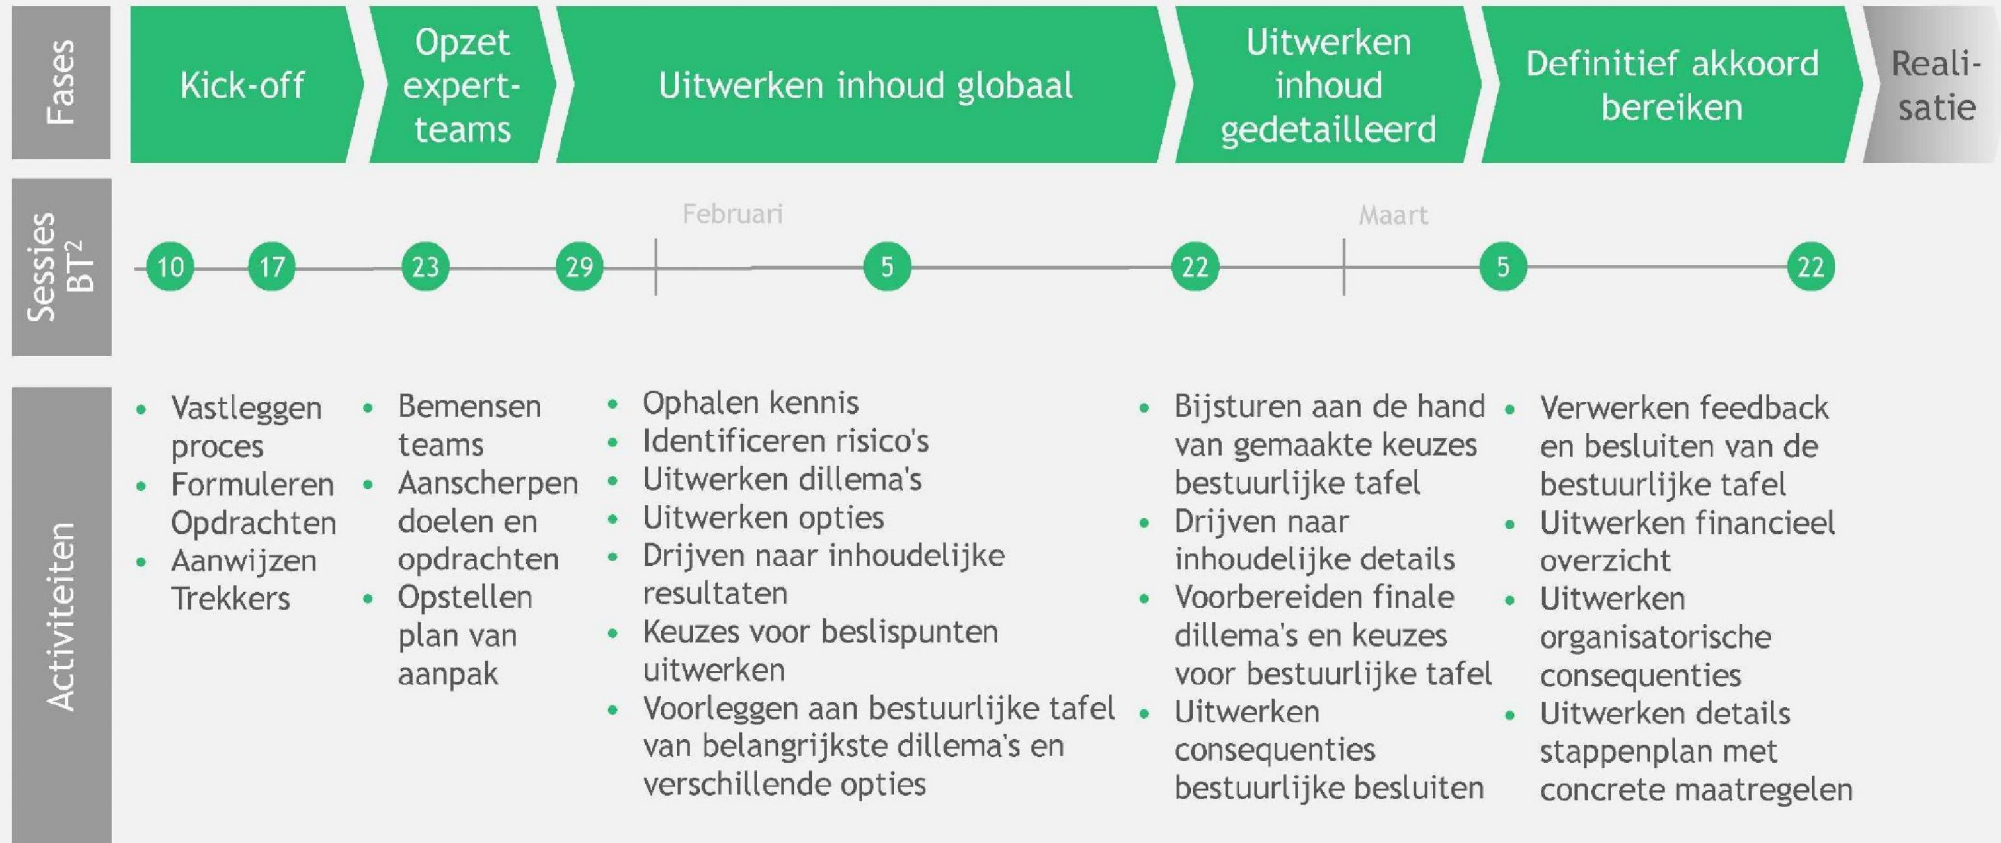 Fases
Kick-off
Opzet
expert-
teams
Uitwerken inhoud globaal
Uitwerken
inhoud
gedetailleerd
Definitief akkoord
bereiken
Reali-
satie
Sessies
BT²
Februari
Maart
10
17
23
29
5
22
5
22
Activiteiten
• Vastleggen
proces
• Formuleren
Opdrachten
• Aanwijzen
Trekkers
• Bemensen
teams
• Aanscherpen
doelen en
opdrachten
• Opstellen
plan van
aanpak
• Ophalen kennis
• Identificeren risico's
• Uitwerken dillema's
• Uitwerken opties
• Drijven naar inhoudelijke
resultaten
• Keuzes voor beslispunten
uitwerken
• Voorleggen aan bestuurlijke tafel
van belangrijkste dillema's en
verschillende opties
• Bijsturen aan de hand
van gemaakte keuzes
bestuurlijke tafel
• Drijven naar
inhoudelijke details
• Voorbereiden finale
dillema's en keuzes
voor bestuurlijke tafel
• Uitwerken
consequenties
bestuurlijke besluiten
• Verwerken feedback
en besluiten van de
bestuurlijke tafel
• Uitwerken financieel
overzicht
• Uitwerken
organisatorische
consequenties
• Uitwerken details
stappenplan met
concrete maatregelen